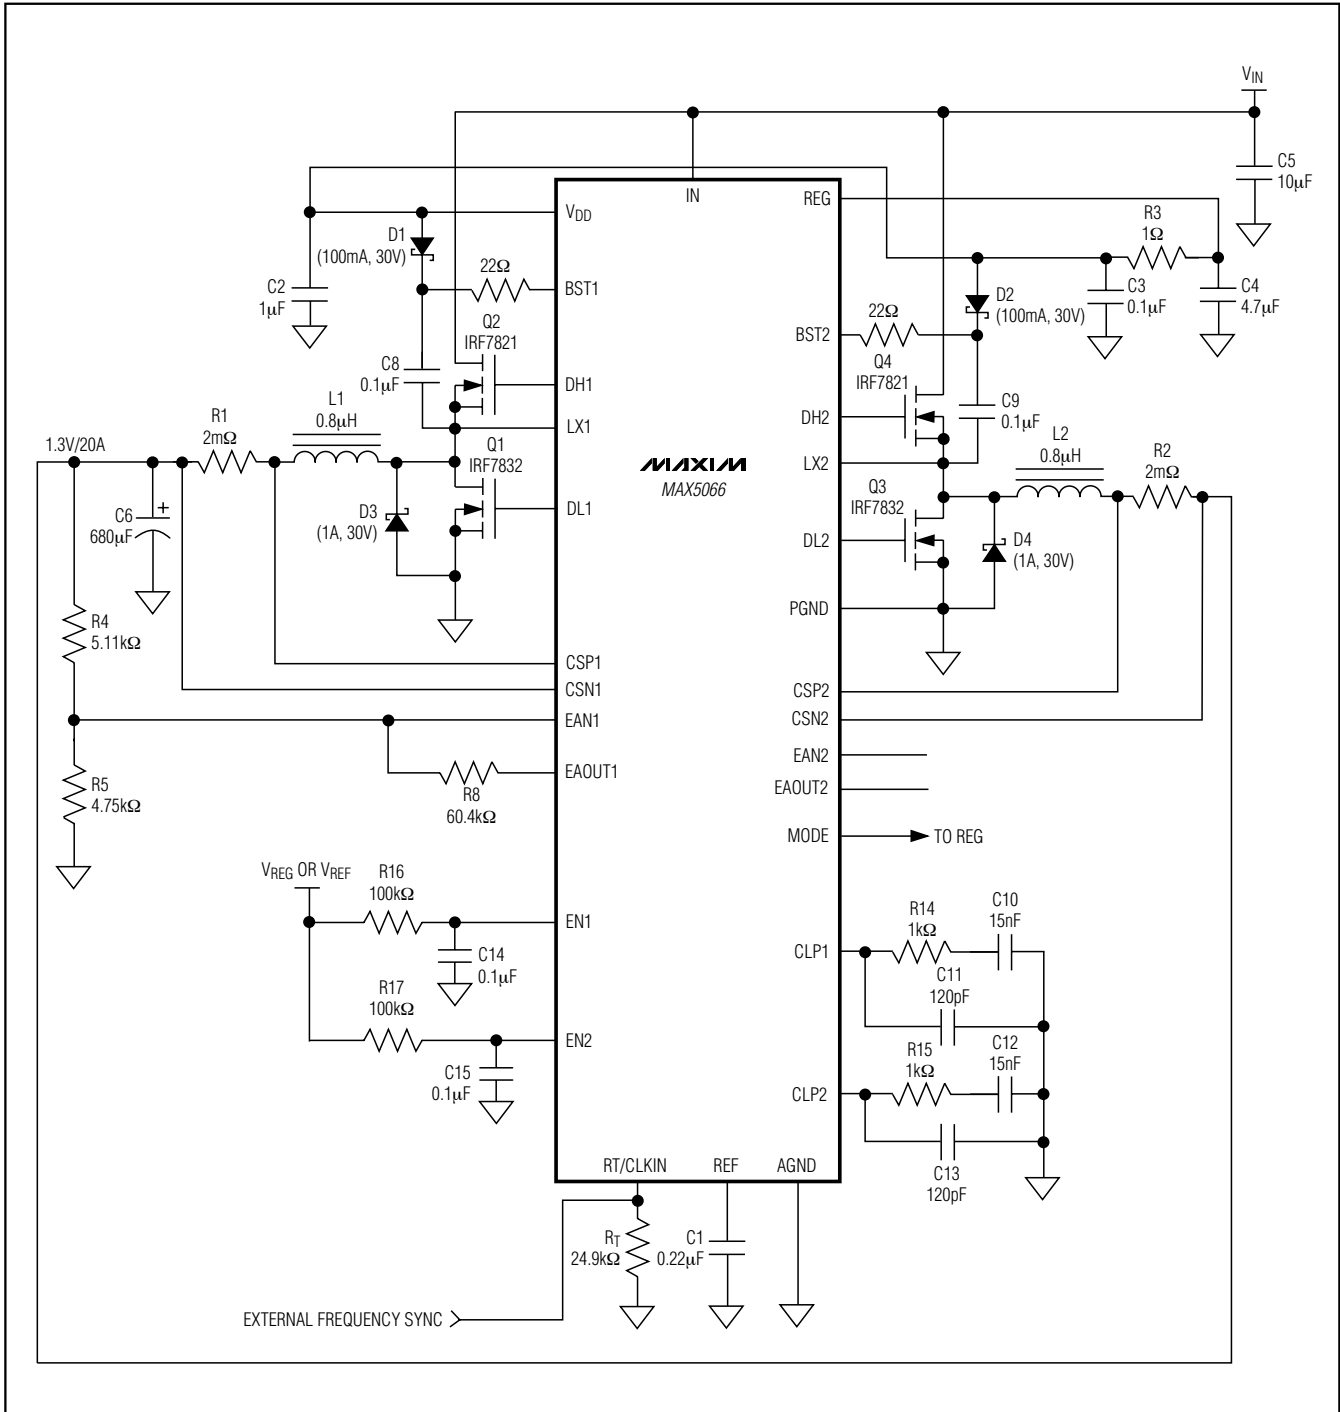 V_IN
C5
10µF
IN
REG
R3
1Ω
V_DD
D1
(100mA, 30V)
22Ω
BST1
C2
1µF
C3
0.1µF
C4
4.7µF
D2
(100mA, 30V)
22Ω
BST2
Q2
IRF7821
C8
0.1µF
DH1
Q4
IRF7821
DH2
C9
0.1µF
L1
0.8µH
R1
2mΩ
LX1
1.3V/20A
Q1
IRF7832
MAXIM
MAX5066
LX2
L2
0.8µH
R2
2mΩ
C6
680µF
+
D3
(1A, 30V)
DL1
Q3
IRF7832
DL2
D4
(1A, 30V)
PGND
R4
5.11kΩ
CSP1
CSN1
EAN1
CSP2
CSN2
EAN2
EAOUT1
R8
60.4kΩ
EAOUT2
R5
4.75kΩ
MODE
TO REG
V_REG OR V_REF
R16
100kΩ
EN1
C14
0.1µF
R17
100kΩ
EN2
C15
0.1µF
CLP1
R14
1kΩ
C10
15nF
C11
120pF
R15
1kΩ
C12
15nF
CLP2
C13
120pF
RT/CLKIN
REF
AGND
R_T
24.9kΩ
C1
0.22µF
EXTERNAL FREQUENCY SYNC